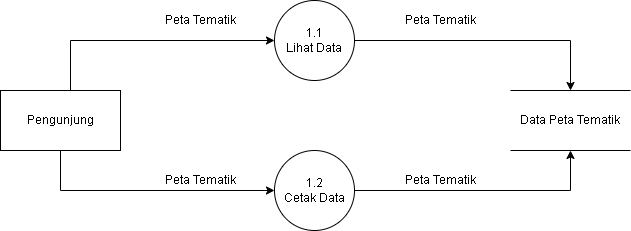 Peta Tematik
1.1
Lihat Data
Peta Tematik
Pengunjung
Data Peta Tematik
Peta Tematik
1.2
Cetak Data
Peta Tematik